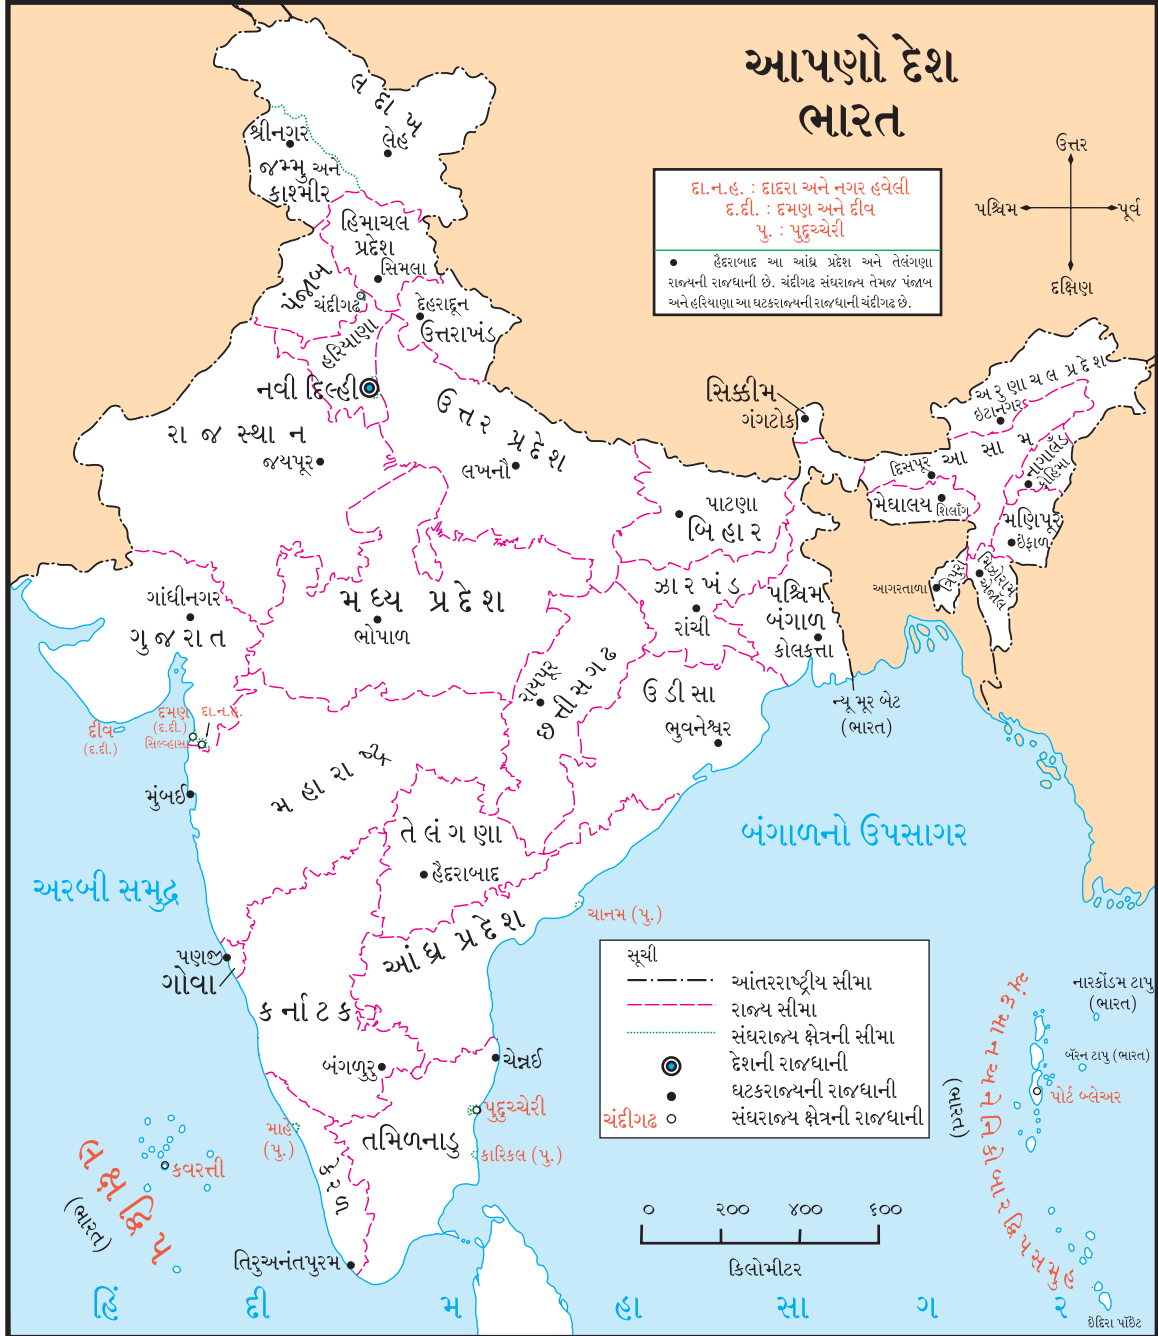 આપણો દેશ
ભારત
ઉત્તર
પશ્ચિમ
પૂર્વ
દક્ષિણ
દા.ન.હ. : દાદરા અને નગર હવેલી
દ.દી. : દમણ અને દીવ
પુ. : પુદુચ્ચેરી
● હૈદરાબાદ આ આંધ્ર પ્રદેશ અને તેલંગણા
રાજ્યની રાજધાની છે. ચંદીગઢ સંઘરાજ્ય તેમજ પંજાબ
અને હરિયાણા આ ઘટકરાજ્યની રાજધાની ચંદીગઢ છે.
લદાખ
લેહ
શ્રીનગર
જમ્મુ અને
કાશ્મીર
હિમાચલ
પ્રદેશ
સિમલા
પંજાબ
ચંદીગઢ
દેહરાદૂન
ઉત્તરાખંડ
હરિયાણા
નવી દિલ્હી
રાજસ્થાન
જયપૂર
ઉત્તર પ્રદેશ
લખનૌ
સિક્કીમ
ગંગટોક
અરુણાચલ પ્રદેશ
ઇટાનગર
આસામ
દિસપૂર
નાગાલૅંડ
કોહિમા
મેઘાલય
શિલૉંગ
મણિપૂર
ઇંફાળ
ત્રિપુરા
આગરતાળા
મિઝોરામ
ઐજૉલ
પાટણા
બિહાર
ઝારખંડ
રાંચી
પશ્ચિમ
બંગાળ
કોલકત્તા
ગાંધીનગર
ગુજરાત
મધ્ય પ્રદેશ
ભોપાળ
રાયપૂર
છત્તીસગઢ
ઉડીસા
ભુવનેશ્વર
ન્યૂ મૂર બેટ
(ભારત)
દમણ
(દ.દી.)
દા.ન.હ.
સિલ્વ્હાસા
દીવ
(દ.દી.)
મુંબઈ
મહારાષ્ટ્ર
તેલંગણા
હૈદરાબાદ
બંગાળનો ઉપસાગર
અરબી સમુદ્ર
ચાનમ (પુ.)
આંધ્ર પ્રદેશ
પણજી
ગોવા
કર્નાટક
બંગળુરુ
ચેન્નઈ
પુદુચ્ચેરી
માહે
(પુ.)
તમિળનાડુ
કારિકલ (પુ.)
કેરળ
તિરુઅનંતપુરમ
લક્ષદ્વિપ
(ભારત)
કવરત્તી
સૂચી
આંતરરાષ્ટ્રીય સીમા
રાજ્ય સીમા
સંઘરાજ્ય ક્ષેત્રની સીમા
દેશની રાજધાની
ઘટકરાજ્યની રાજધાની
ચંદીગઢ સંઘરાજ્ય ક્ષેત્રની રાજધાની
૦ ૨૦૦ ૪૦૦ ૬૦૦
કિલોમીટર
નારકોંડમ ટાપુ
(ભારત)
બૅરન ટાપુ (ભારત)
પોર્ટ બ્લેઅર
અંદમાન અને નિકોબાર દ્વિપસમુહ
(ભારત)
ઇંદિરા પૉઇંટ
હિંદી મહાસાગર